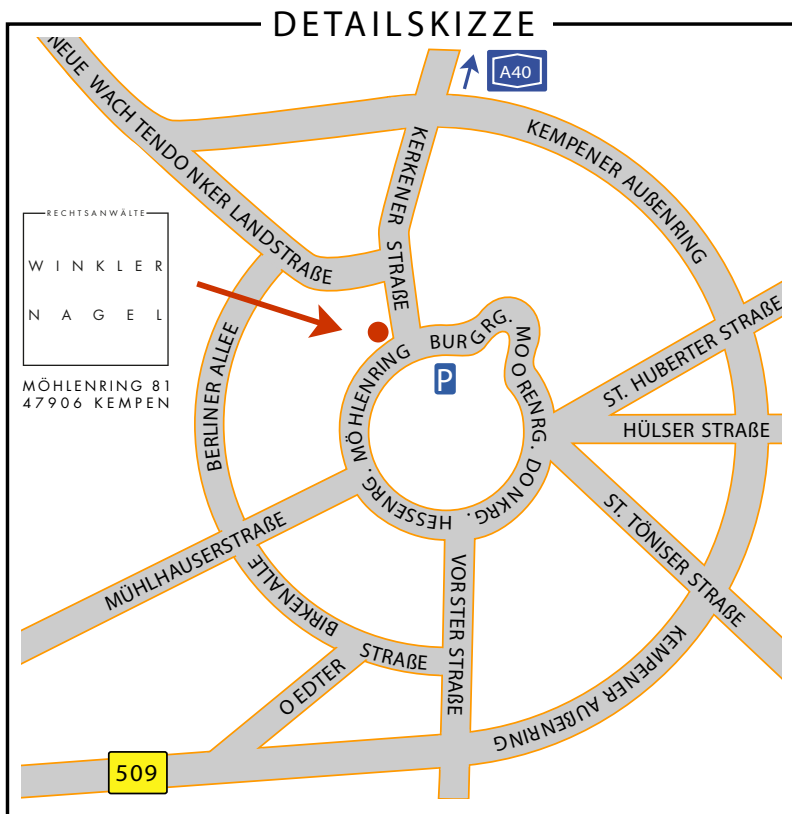 DETAILSKIZZE
A40
NEUE WACHTENDONKER LANDSTRAßE
KERKENER STRAßE
KEMPENER AUßENRING
RECHTSANWÄLTE
WINKLER
NAGEL
MÖHLENRING 81
47906 KEMPEN
BURGRG.
MOORENRG.
P
ST. HUBERTER STRAßE
HÜLSER STRAßE
BERLINER ALLEE
MÖHLENRING
HESSENRG.
DONKRG.
ST. TÖNISER STRAßE
MÜHLHAUSERSTRAßE
BIRKENALLE
VORSTER STRAßE
OEDTER STRAßE
KEMPENER AUßENRING
509